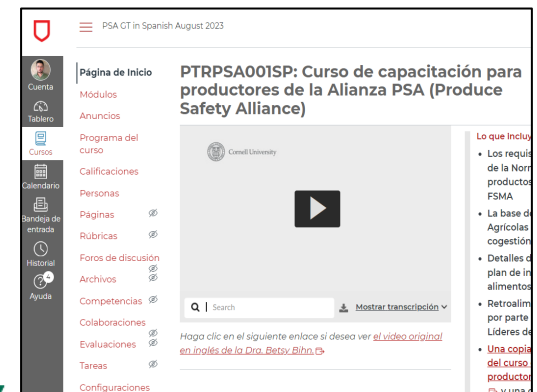 PSA GT in Spanish August 2023
Cuenta
Tablero
Cursos
Calendario
Bandeja de
entrada
Historial
4
Ayuda
Página de Inicio
Módulos
Anuncios
Programa del
curso
Calificaciones
Personas
Páginas
Rúbricas
Foros de discusión
Archivos
Competencias
Colaboraciones
Evaluaciones
Tareas
Configuraciones
PTRPSA001SP: Curso de capacitación para
productores de la Alianza PSA (Produce
Safety Alliance)
Cornell University
Search
Mostrar transcripción
Haga clic en el siguiente enlace si desea ver el video original
en inglés de la Dra. Betsy Bihn.
Lo que incluy
• Los requis
de la Norr
productos
FSMA
• La base d
Agrícolas
cogestión
• Detalles d
plan de in
alimentos
• Retroalim
por parte
Líderes de
• Una copia
del curso
productor
y una